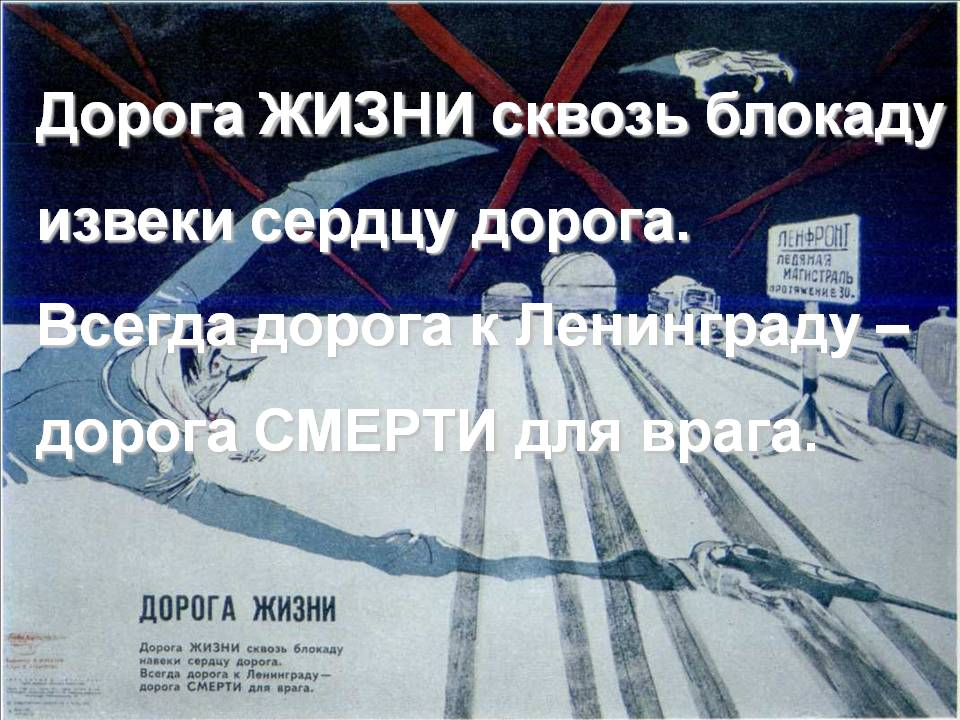 Дорога ЖИЗНИ сквозь блокаду
извеки сердцу дорога.
Всегда дорога к Ленинграду –
дорога СМЕРТИ для врага.
ЛЕНФРОНТ
ЛЕДЯНАЯ
МАГИСТРАЛЬ
ПРОТЯЖЕНИЕ 30.
ДОРОГА ЖИЗНИ
Дорога ЖИЗНИ сквозь блокаду
навеки сердцу дорога.
Всегда дорога к Ленинграду—
дорога СМЕРТИ для врага.